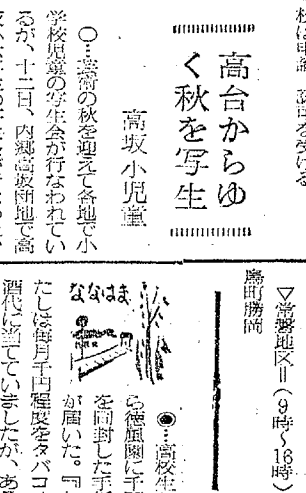 高台からゆ
く秋を写生
高坂小児童
〇…芸術の秋を迎えて各地で小
学校児童の写生会が行なわれてい
るが、十二日、内郷高坂団地で高
▽常磐地区＝（9時～16時）
鳥町勝岡
ななはま
◉…高校生
ら徳風園に千
を同封した手
が届いた。『
たしは毎月千円程度をタバコ
酒代に当てていましたが、あ